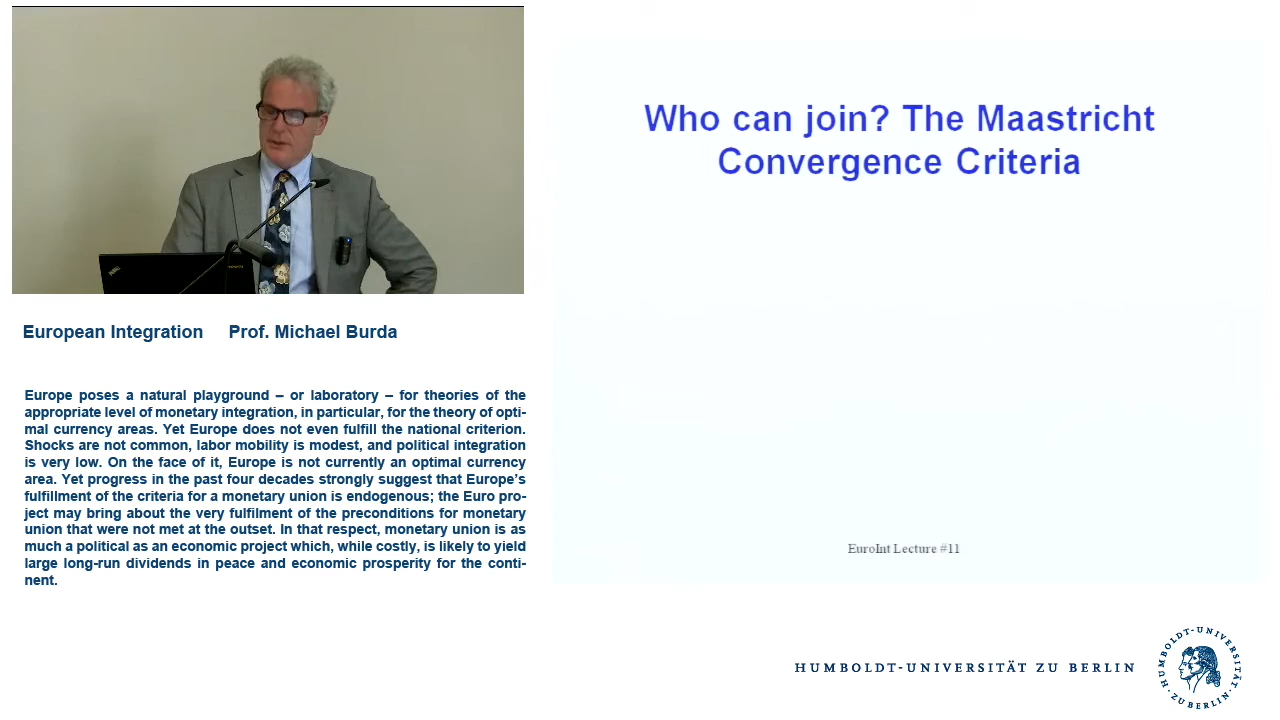 European Integration Prof. Michael Burda
Europe poses a natural playground – or laboratory – for theories of the
appropriate level of monetary integration, in particular, for the theory of opti-
mal currency areas. Yet Europe does not even fulfill the national criterion.
Shocks are not common, labor mobility is modest, and political integration
is very low. On the face of it, Europe is not currently an optimal currency
area. Yet progress in the past four decades strongly suggest that Europe's
fulfillment of the criteria for a monetary union is endogenous; the Euro pro-
ject may bring about the very fulfilment of the preconditions for monetary
union that were not met at the outset. In that respect, monetary union is as
much a political as an economic project which, while costly, is likely to yield
large long-run dividends in peace and economic prosperity for the conti-
nent.
Who can join? The Maastricht
Convergence Criteria
EuroInt Lecture #11
HUMBOLDT-UNIVERSITÄT ZU BERLIN
HUMBOLDT-UNIVERSITÄT
ZU BERLIN